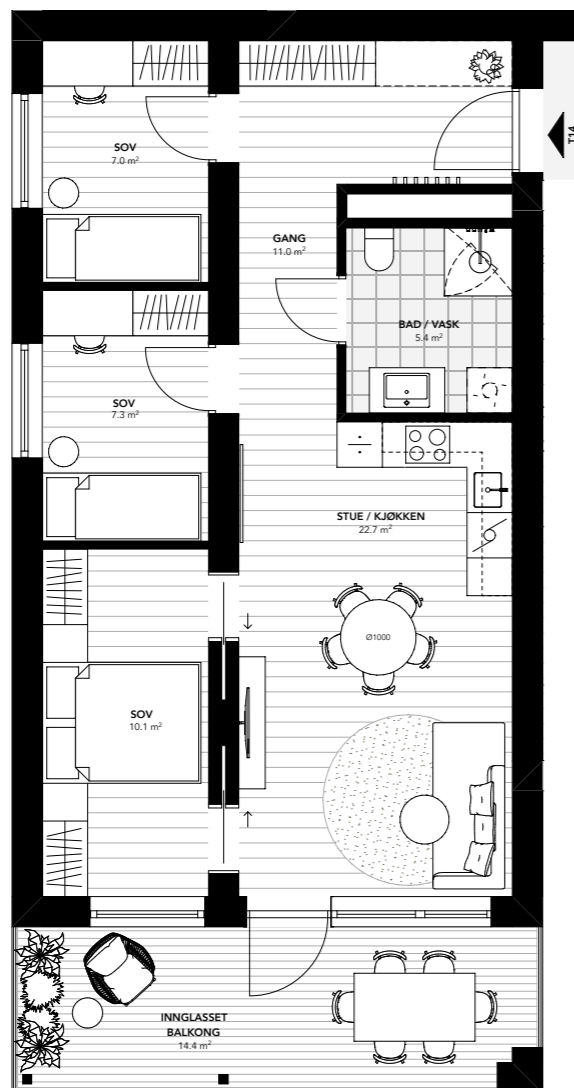 SOV
7.0 m²
T14
GANG
11.0 m²
BAD / VASK
5.4 m²
SOV
7.3 m²
STUE / KJØKKEN
22.7 m²
Ø1000
SOV
10.1 m²
INNGLASSET
BALKONG
14.4 m²